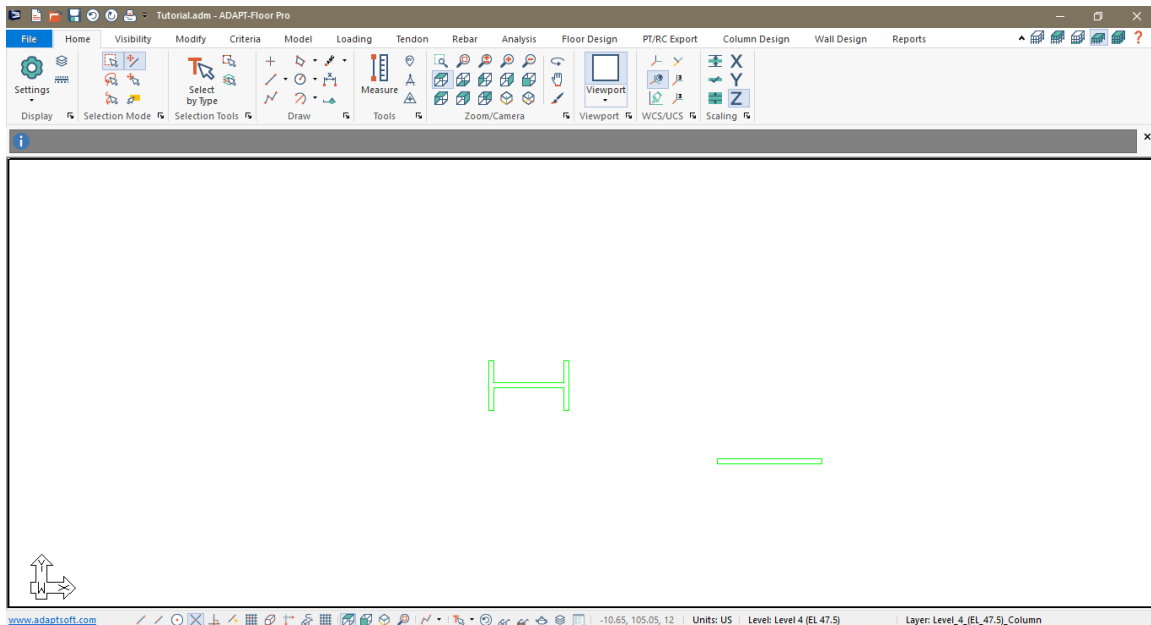 Tutorial.adm - ADAPT-Floor Pro
File Home Visibility Modify Criteria Model Loading Tendon Rebar Analysis Floor Design PT/RC Export Column Design Wall Design Reports
Settings
Select
by Type
Measure
Viewport
X
Y
Z
Display Selection Mode Selection Tools Draw Tools Zoom/Camera Viewport WCS/UCS Scaling
Y
W X
www.adaptsoft.com -10.65, 105.05, 12 Units: US Level: Level 4 (EL 47.5) Layer: Level_4_(EL_47.5)_Column